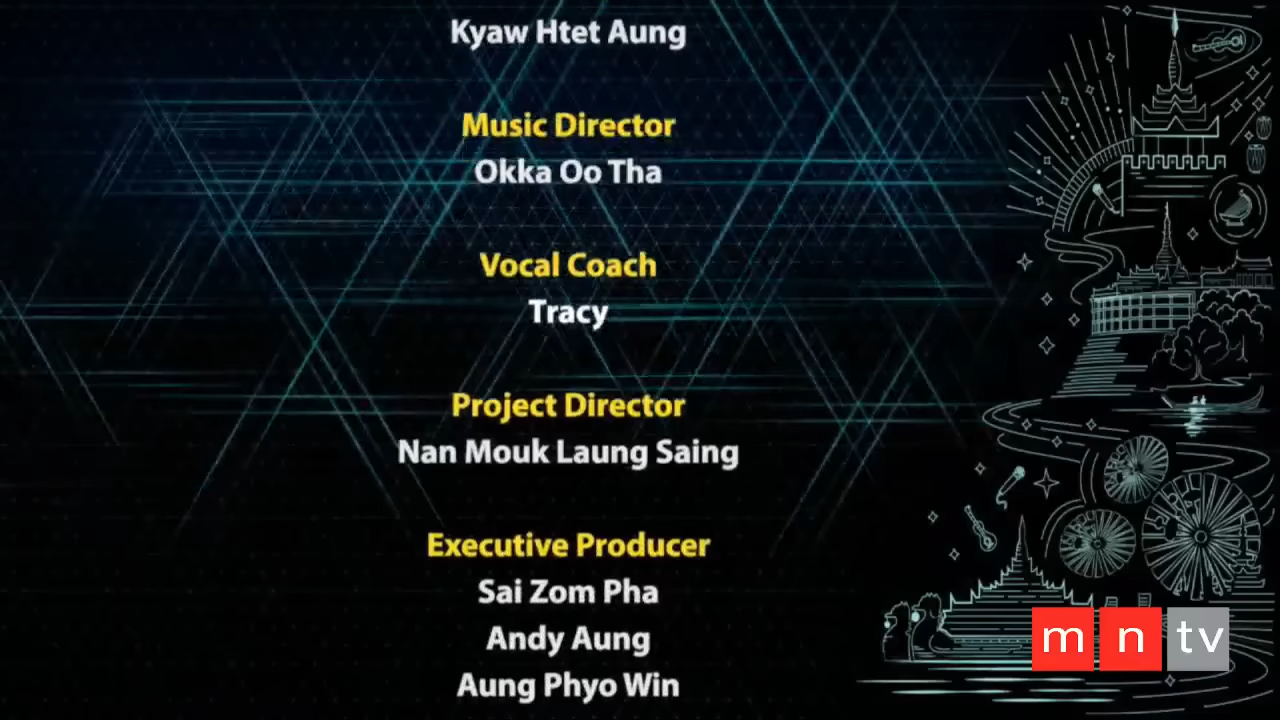 Kyaw Htet Aung
Music Director
Okka Oo Tha
Vocal Coach
Tracy
Project Director
Nan Mouk Laung Saing
Executive Producer
Sai Zom Pha
Andy Aung
Aung Phyo Win
mntv